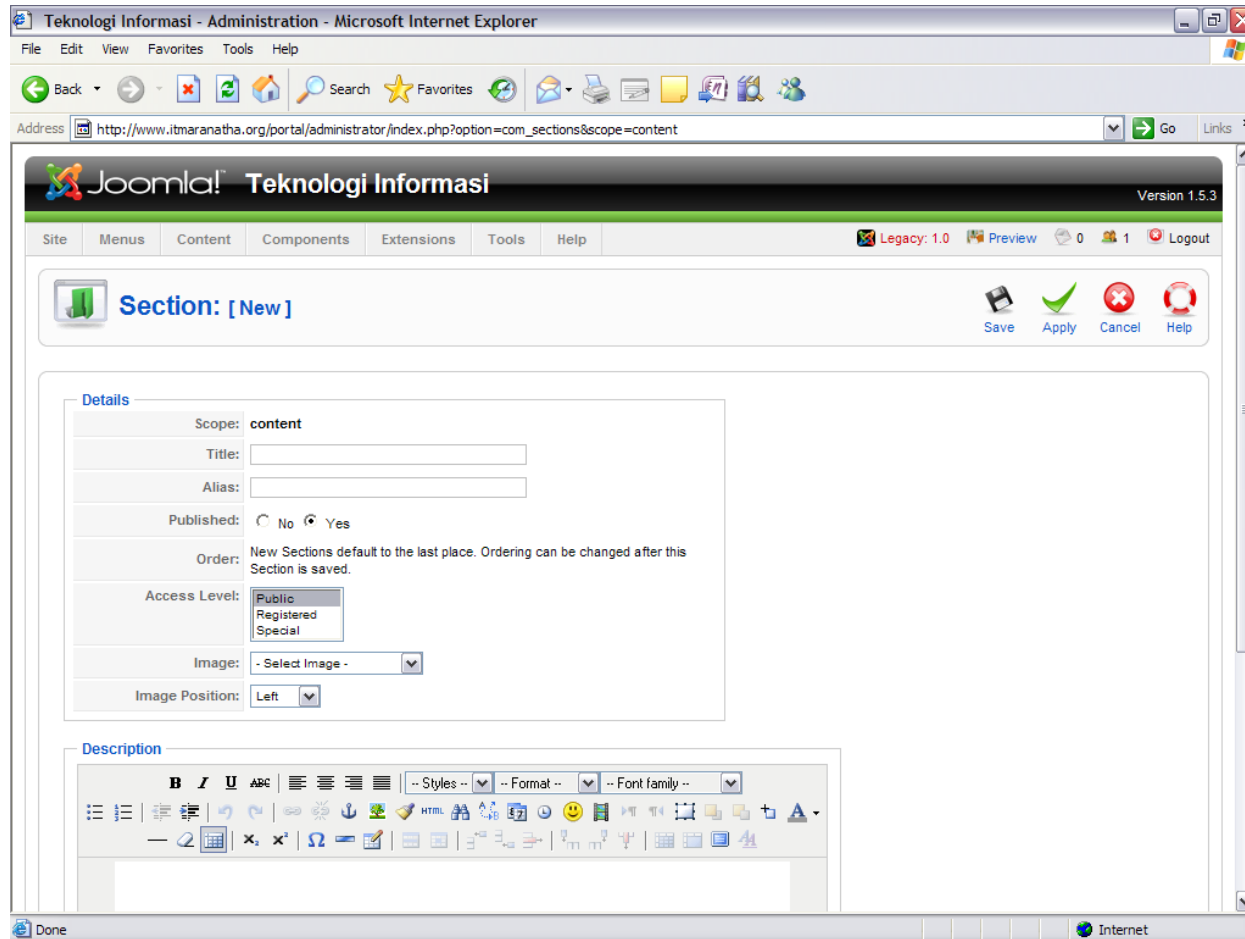 Teknologi Informasi - Administration - Microsoft Internet Explorer
File Edit View Favorites Tools Help
Back Search Favorites
Address http://www.itmaranatha.org/portal/administrator/index.php?option=com_sections&scope=content Go Links
Joomla! Teknologi Informasi
Version 1.5.3
Site Menus Content Components Extensions Tools Help Legacy: 1.0 Preview 0 1 Logout
Section: [ New ]
Save Apply Cancel Help
Details
Scope: content
Title:
Alias:
Published: No Yes
Order: New Sections default to the last place. Ordering can be changed after this
Section is saved.
Access Level: Public
Registered
Special
Image: - Select Image -
Image Position: Left
Description
B I U ABC -- Styles -- -- Format -- -- Font family --
HTML A
x₂ x² Ω
Done Internet